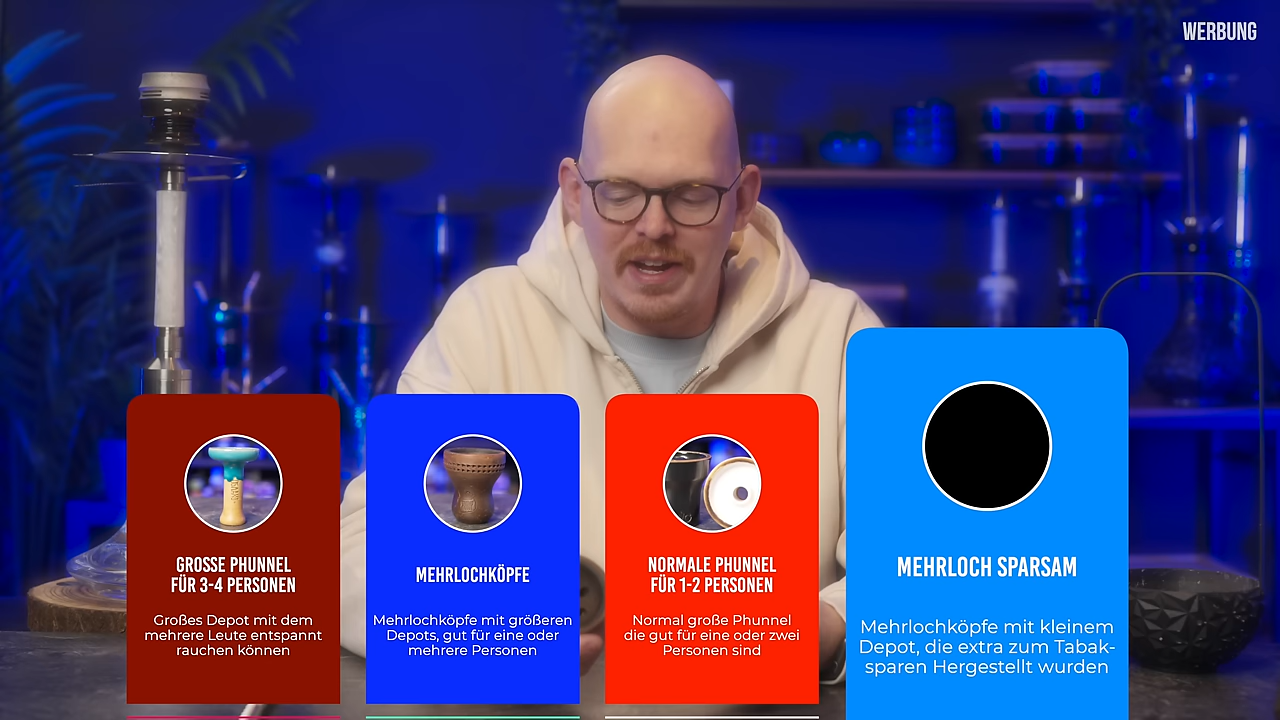 WERBUNG
GROSSE PHUNNEL
FÜR 3-4 PERSONEN
Großes Depot mit dem
mehrere Leute entspannt
rauchen können
MEHRLOCHKÖPFE
Mehrlochköpfe mit größeren
Depots, gut für eine oder
mehrere Personen
NORMALE PHUNNEL
FÜR 1-2 PERSONEN
Normal große Phunnel
die gut für eine oder zwei
Personen sind
MEHRLOCH SPARSAM
Mehrlochköpfe mit kleinem
Depot, die extra zum Tabak-
sparen Hergestellt wurden